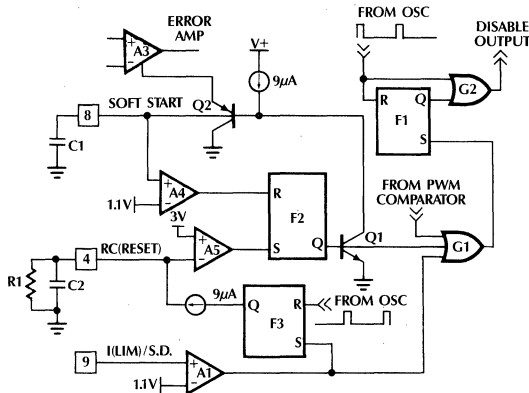 FROM OSC
DISABLE
OUTPUT
ERROR
AMP
A3
V+
9μA
Q2
8
SOFT START
C1
R
Q
F1
S
G2
A4
1.1V
3V
R
F2
Q
S
FROM PWM
COMPARATOR
Q1
G1
4
RC(RESET)
A5
R1
C2
9μA
Q
R
F3
S
FROM OSC
9
I(LIM)/S.D.
A1
1.1V
+
−
+
−
+
−
+
−